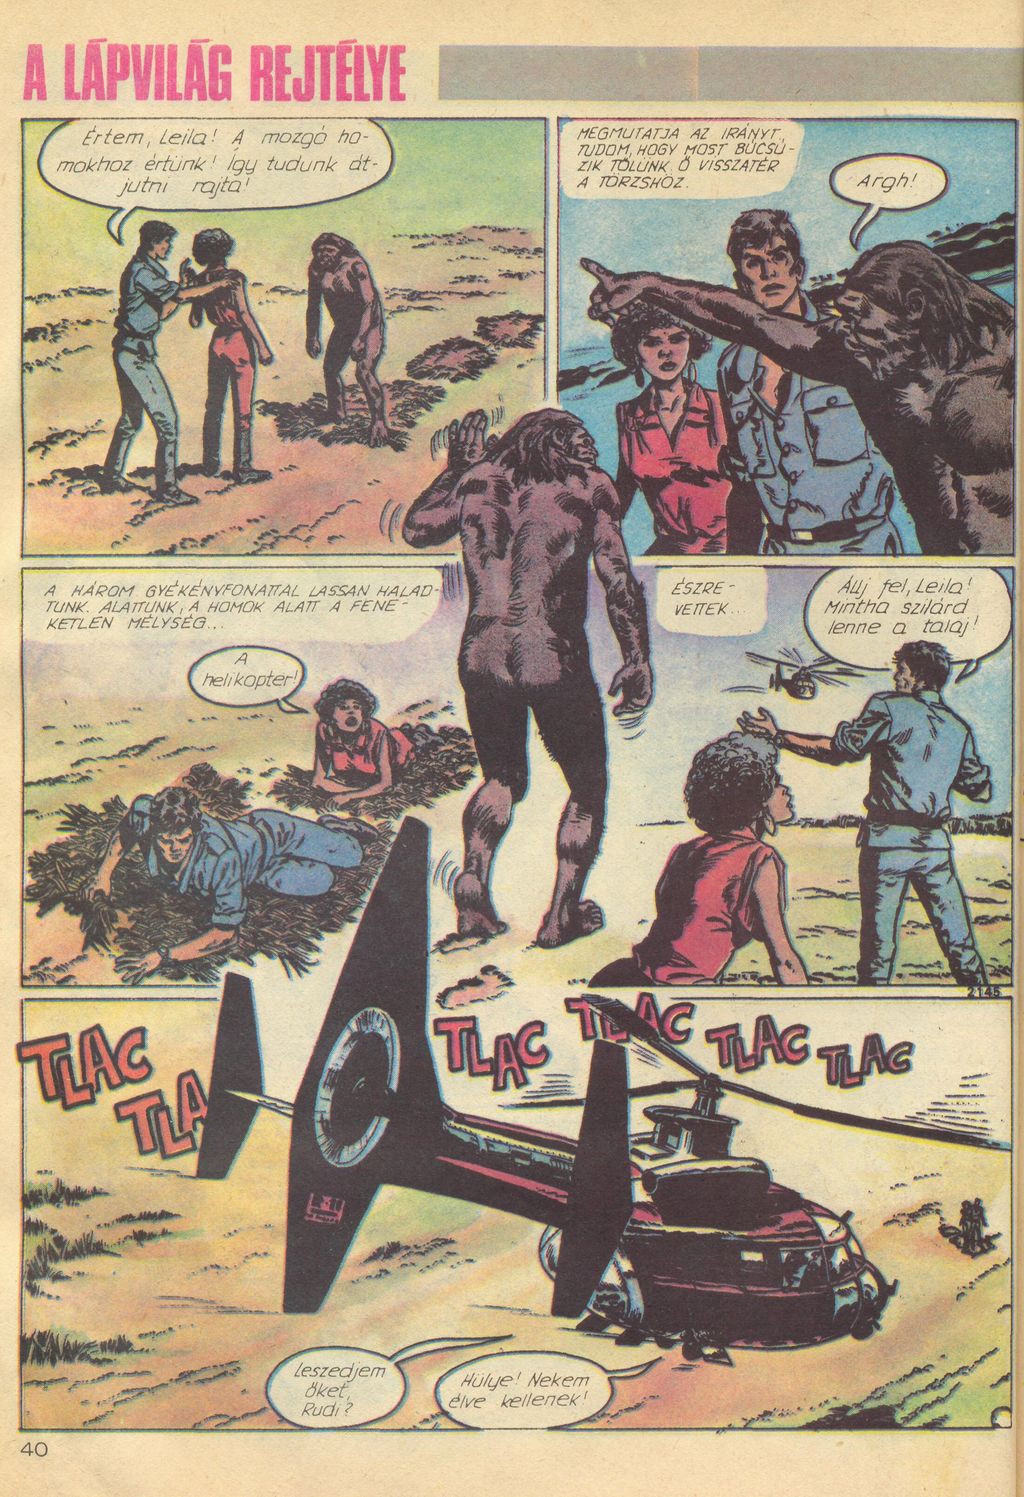 A LÁPVILÁG REJTÉLYE
Értem, Leila! A mozgó ho-
mokhoz értünk! Így tudunk át-
jutni rajta!
MEGMUTATJA AZ IRÁNYT,
TUDOM, HOGY MOST BÚCSÚ-
ZIK TŐLÜNK. Ő VISSZATÉR
A TÖRZSHÖZ.
Argh!
A HÁROM GYÉKÉNYFONATTAL LASSAN HALAD-
TUNK. ALATTUNK, A HOMOK ALATT A FENE-
KETLEN MÉLYSÉG...
A
helikopter!
ÉSZRE-
VETTEK...
Állj fel, Leila!
Mintha szilárd
lenne a talaj!
2145
TLAC
TLA
TLAC
TLAC
TLAC
TLAC
Leszedjem
őket,
Rudi?
Hülye! Nekem
élve kellenek!
40